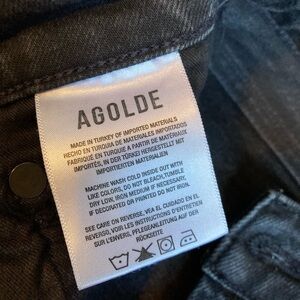 AGOLDE
MADE IN TURKEY OF IMPORTED MATERIALS
HECHO EN TURQUIA DE MATERIALES IMPORTADOS
FABRIQUÉ EN TURQUIE A PARTIR DE MATÉRIELS
IMPORTÉS, IN DER TÜRKEI HERGESTELLT MIT
IMPORTIERTEN MATERIALIEN
MACHINE WASH COLD INSIDE OUT WITH
LIKE COLORS, DO NOT BLEACH, TUMBLE
DRY LOW, IRON MEDIUM IF NECESSARY,
IF DECORATED OR PRINTED DO NOT IRON.
SEE CARE ON REVERSE. VEA EL CUIDADO EN EL
REVERSO, VOIR LES INSTRUCTIONS D'ENTRETIEN
SUR L'ENVERS, PFLEGEANLEITUNG AUF DER
RÜCKSEITE